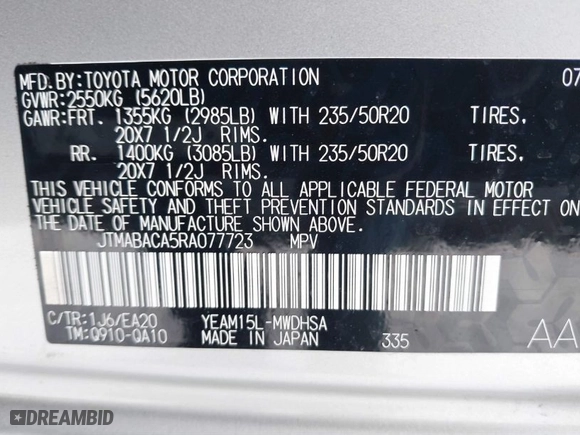 MFD.BY:TOYOTA MOTOR CORPORATION 07
GVWR:2550KG (5620LB)
GAWR:FRT. 1355KG (2985LB) WITH 235/50R20 TIRES,
20X7 1/2J RIMS.
RR. 1400KG (3085LB) WITH 235/50R20 TIRES,
20X7 1/2J RIMS.
THIS VEHICLE CONFORMS TO ALL APPLICABLE FEDERAL MOTOR
VEHICLE SAFETY AND THEFT PREVENTION STANDARDS IN EFFECT ON
THE DATE OF MANUFACTURE SHOWN ABOVE.
JTMABACA5RA077723 MPV
C/TR:1J6/EA20 YEAM15L-MWDHSA
TM:Q910-QA10 MADE IN JAPAN 335 AA
DREAMBID